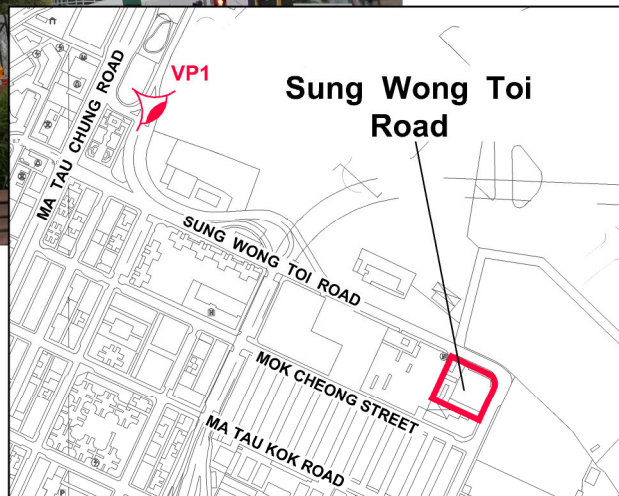 VP1
Sung Wong Toi
Road
MA TAU CHUNG ROAD
SUNG WONG TOI ROAD
MOK CHEONG STREET
MA TAU KOK ROAD
H
P